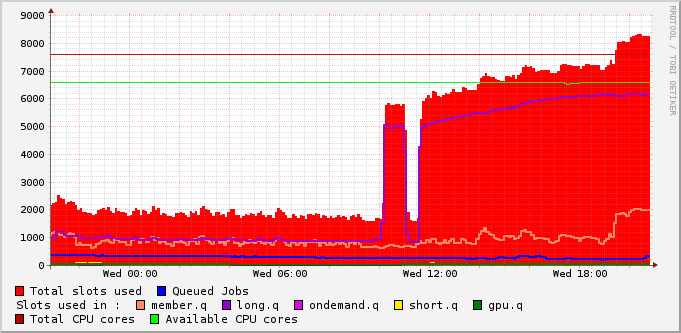 9000
8000
7000
6000
5000
4000
3000
2000
1000
0
Wed 00:00 Wed 06:00 Wed 12:00 Wed 18:00
RRDTOOL / TOBI OETIKER
Total slots used Queued Jobs
Slots used in : member.q long.q ondemand.q short.q gpu.q
Total CPU cores Available CPU cores